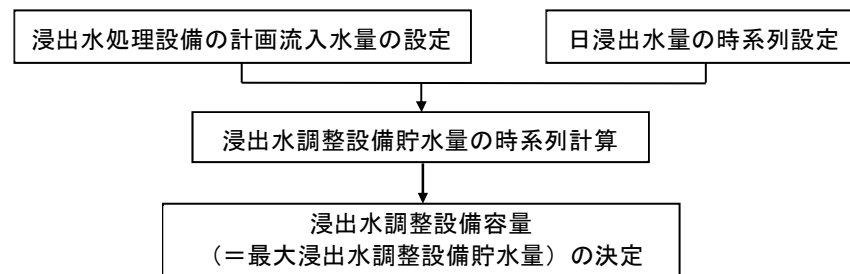 浸出水処理設備の計画流入水量の設定
日浸出水量の時系列設定
浸出水調整設備貯水量の時系列計算
浸出水調整設備容量
（＝最大浸出水調整設備貯水量）の決定